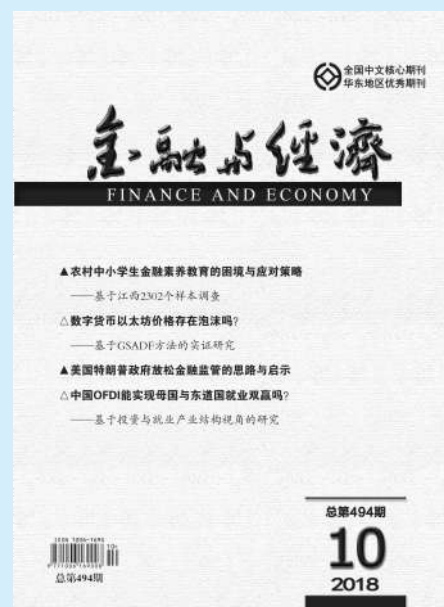 全国中文核心期刊
华东地区优秀期刊
金融与经济
FINANCE AND ECONOMY
▲农村中小学生金融素养教育的困境与应对策略
——基于江西2302个样本调查
△数字货币以太坊价格存在泡沫吗?
——基于GSADF方法的实证研究
▲美国特朗普政府放松金融监管的思路与启示
△中国OFDI能实现母国与东道国就业双赢吗?
——基于投资与就业产业结构视角的研究
总第494期
10
2018
总第494期